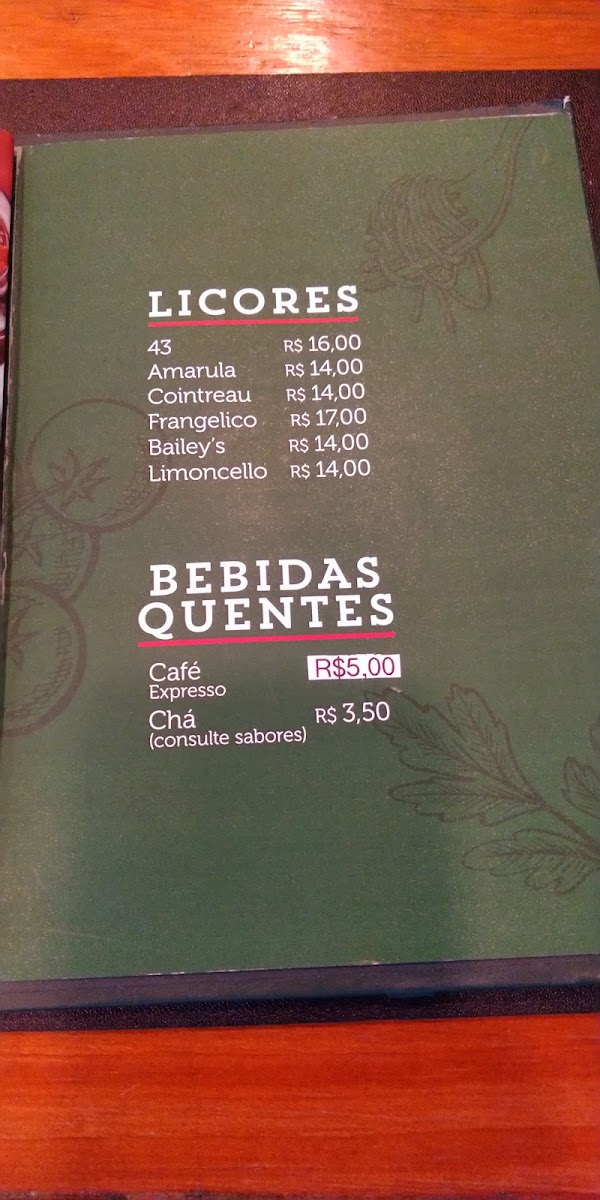 LICORES
43 R$ 16,00
Amarula R$ 14,00
Cointreau R$ 14,00
Frangelico R$ 17,00
Bailey's R$ 14,00
Limoncello R$ 14,00
BEBIDAS
QUENTES
Café R$5,00
Expresso
Chá R$ 3,50
(consulte sabores)